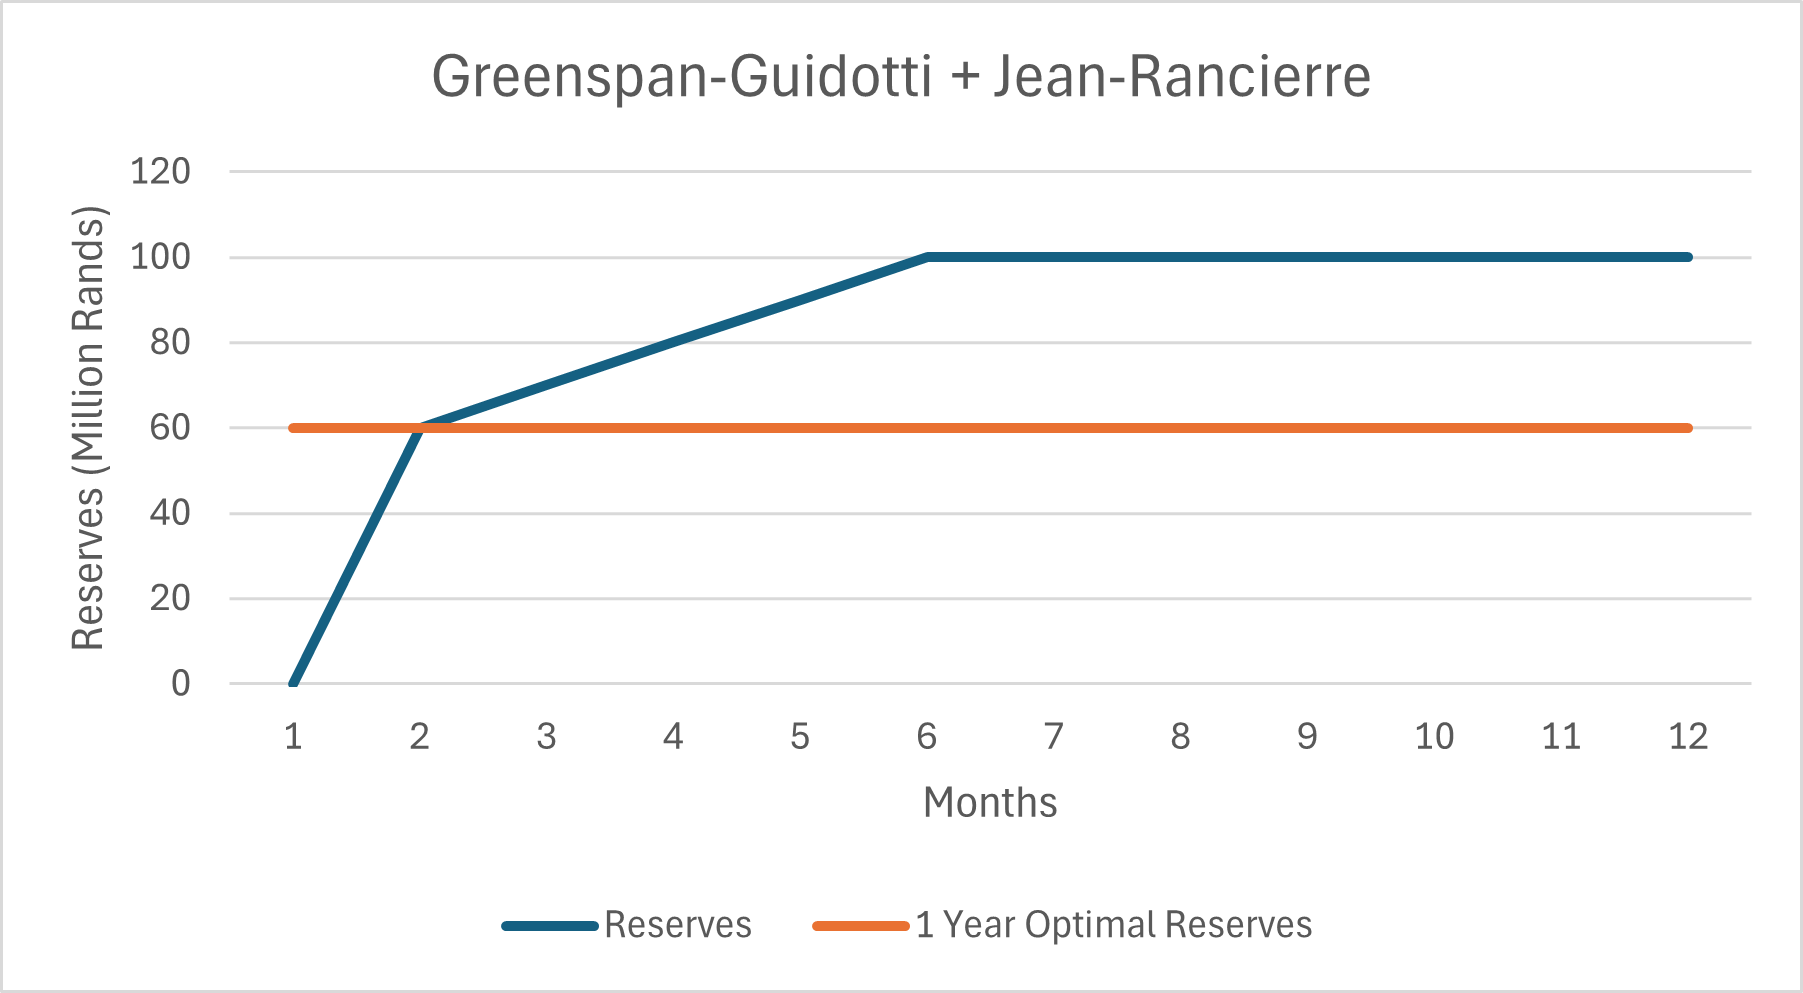 Greenspan-Guidotti + Jean-Rancierre
120
100
80
60
40
20
0
Reserves (Million Rands)
1 2 3 4 5 6 7 8 9 10 11 12
Months
Reserves 1 Year Optimal Reserves